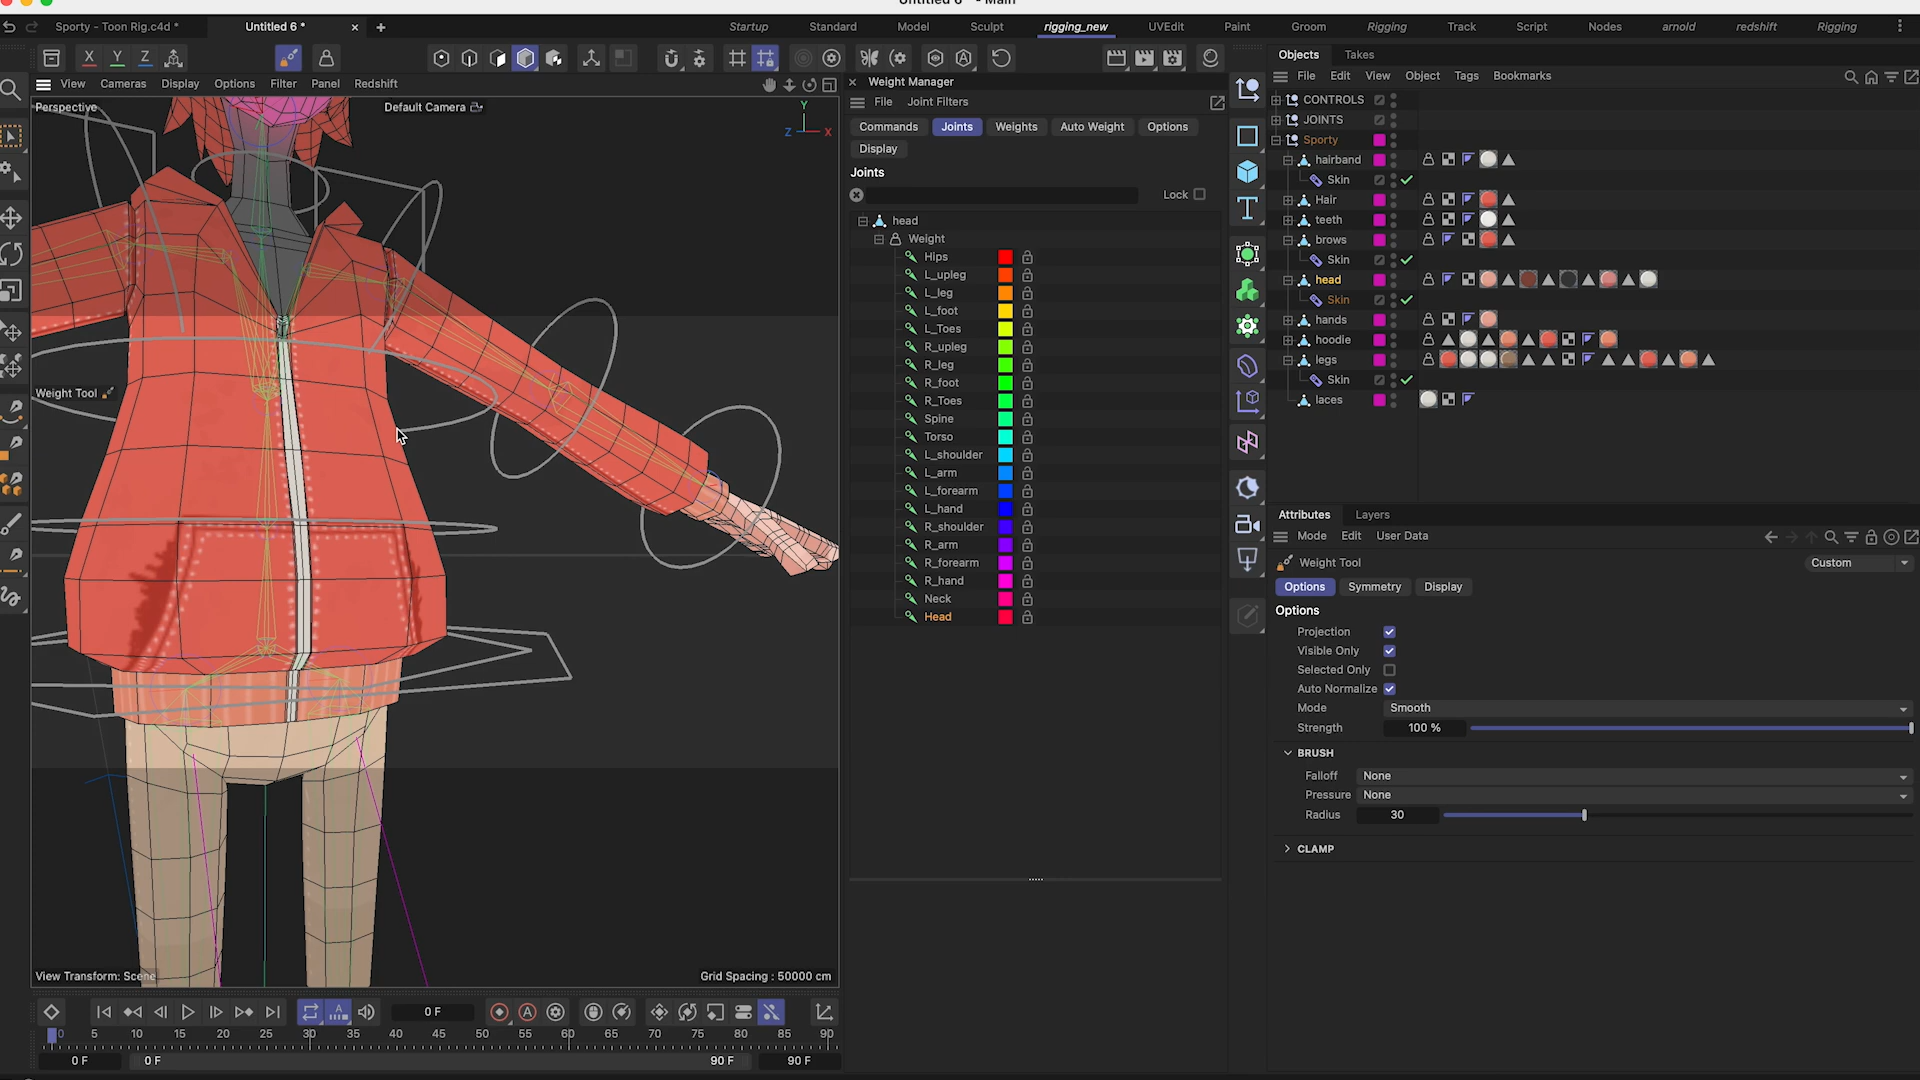 Untitled 6 * - Main
Sporty - Toon Rig.c4d *
Untitled 6 *
Startup
Standard
Model
Sculpt
rigging_new
UVEdit
Paint
Groom
Rigging
Track
Script
Nodes
arnold
redshift
Rigging
X
Y
Z
View
Cameras
Display
Options
Filter
Panel
Redshift
Perspective
Default Camera
Y
Z
X
Weight Tool
View Transform: Scene
Grid Spacing : 50000 cm
Weight Manager
File
Joint Filters
Commands
Joints
Weights
Auto Weight
Options
Display
Joints
Lock
head
Weight
Hips
L_upleg
L_leg
L_foot
L_Toes
R_upleg
R_leg
R_foot
R_Toes
Spine
Torso
L_shoulder
L_arm
L_forearm
L_hand
R_shoulder
R_arm
R_forearm
R_hand
Neck
Head
Objects
Takes
File
Edit
View
Object
Tags
Bookmarks
CONTROLS
JOINTS
Sporty
hairband
Skin
Hair
teeth
brows
Skin
head
Skin
hands
hoodie
legs
Skin
laces
Attributes
Layers
Mode
Edit
User Data
Weight Tool
Custom
Options
Symmetry
Display
Options
Projection
Visible Only
Selected Only
Auto Normalize
Mode
Smooth
Strength
100 %
BRUSH
Falloff
None
Pressure
None
Radius
30
CLAMP
0 F
0 5 10 15 20 25 30 35 40 45 50 55 60 65 70 75 80 85 90
0 F
0 F
90 F
90 F